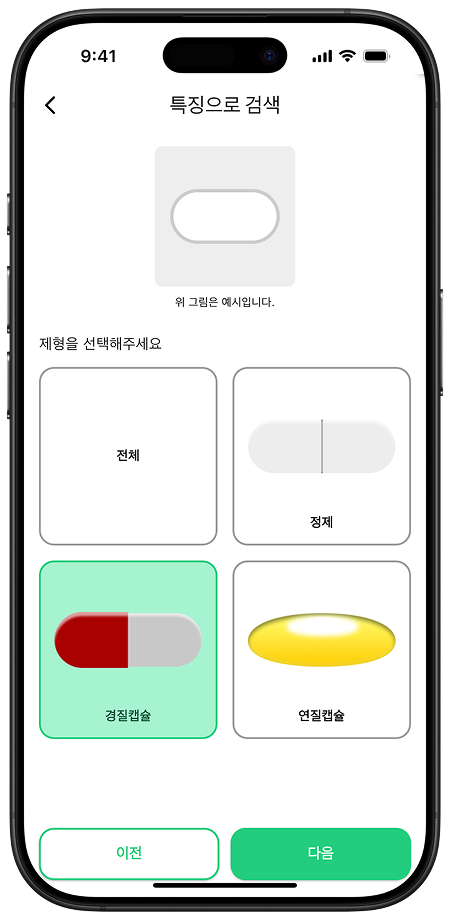 9:41
특징으로 검색
위 그림은 예시입니다.
제형을 선택해주세요
전체
정제
경질캡슐
연질캡슐
이전
다음